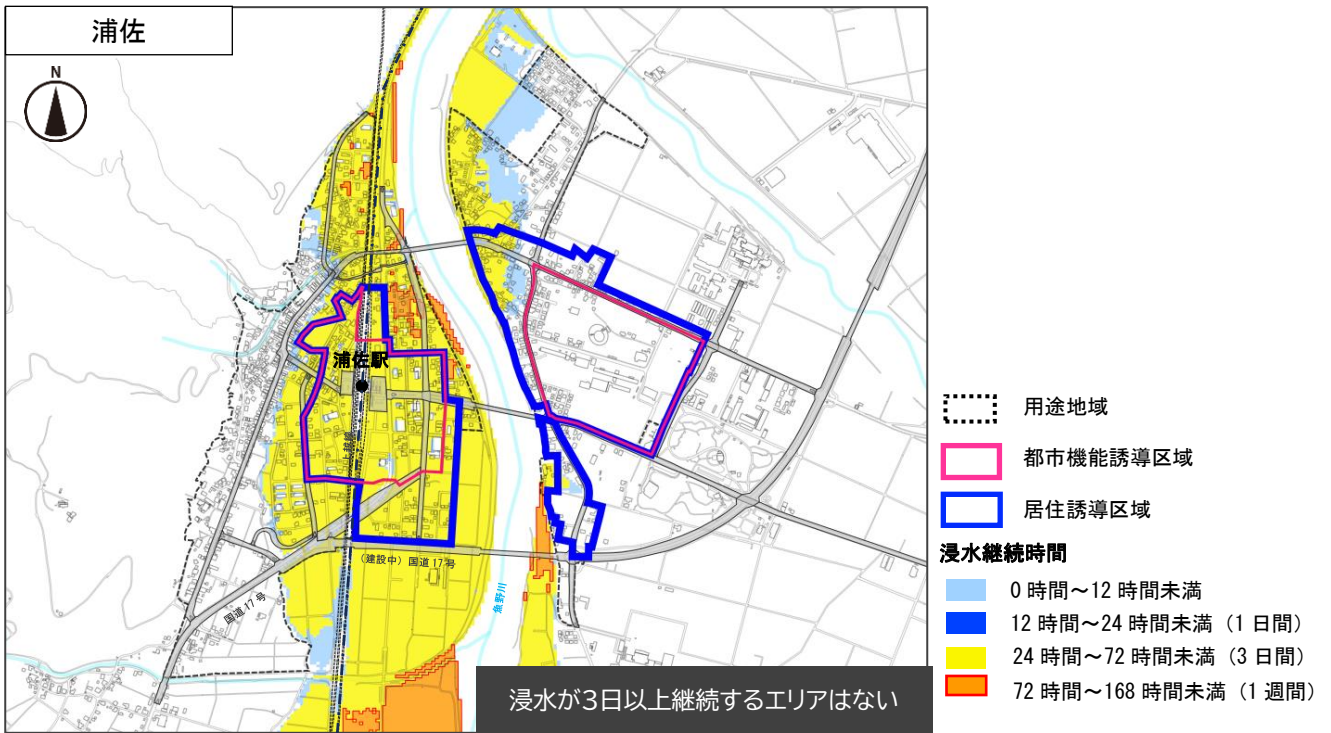 浦佐
N
浦佐駅
上越線
(建設中) 国道 17 号
国道 17 号
魚野川
浸水が3日以上継続するエリアはない
用途地域
都市機能誘導区域
居住誘導区域
浸水継続時間
0 時間～12 時間未満
12 時間～24 時間未満（1 日間）
24 時間～72 時間未満（3 日間）
72 時間～168 時間未満（1 週間）